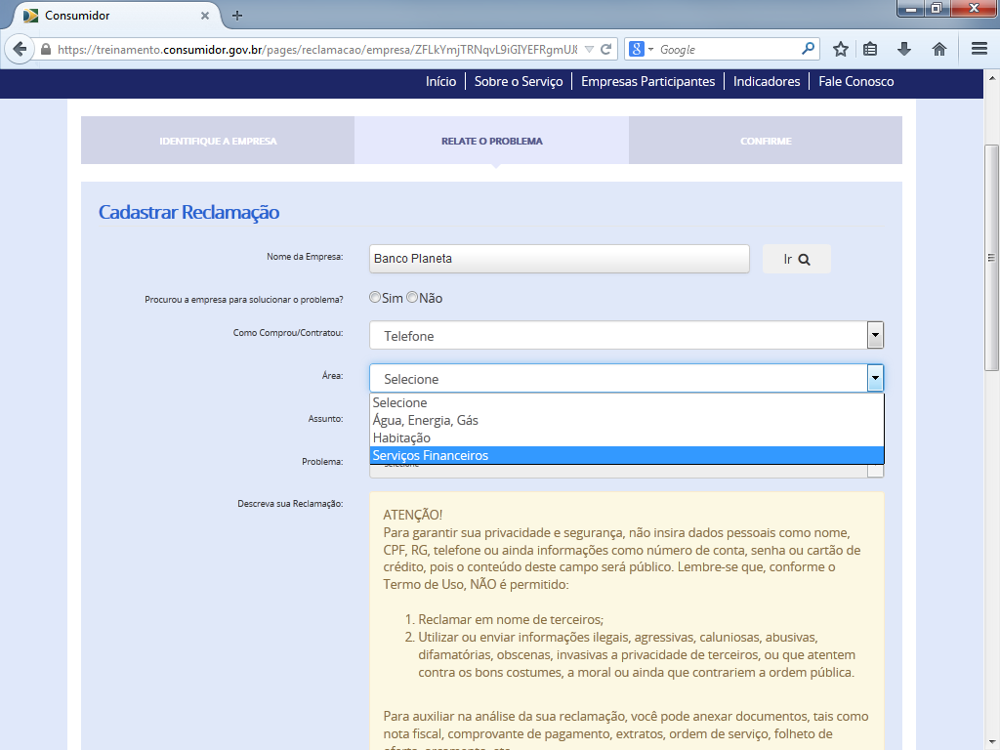 Consumidor
https://treinamento.consumidor.gov.br/pages/reclamacao/empresa/ZFLkYmjTRNqvL9iGIYEFRgmUJ
Google
Início Sobre o Serviço Empresas Participantes Indicadores Fale Conosco
IDENTIFIQUE A EMPRESA RELATE O PROBLEMA CONFIRME
Cadastrar Reclamação
Nome da Empresa: Banco Planeta Ir
Procurou a empresa para solucionar o problema? Sim Não
Como Comprou/Contratou: Telefone
Área: Selecione
Selecione
Assunto: Água, Energia, Gás
Habitação
Serviços Financeiros
Problema: Selecione
Descreva sua Reclamação:
ATENÇÃO!
Para garantir sua privacidade e segurança, não insira dados pessoais como nome,
CPF, RG, telefone ou ainda informações como número de conta, senha ou cartão de
crédito, pois o conteúdo deste campo será público. Lembre-se que, conforme o
Termo de Uso, NÃO é permitido:
1. Reclamar em nome de terceiros;
2. Utilizar ou enviar informações ilegais, agressivas, caluniosas, abusivas,
difamatórias, obscenas, invasivas a privacidade de terceiros, ou que atentem
contra os bons costumes, a moral ou ainda que contrariem a ordem pública.
Para auxiliar na análise da sua reclamação, você pode anexar documentos, tais como
nota fiscal, comprovante de pagamento, extratos, ordem de serviço, folheto de